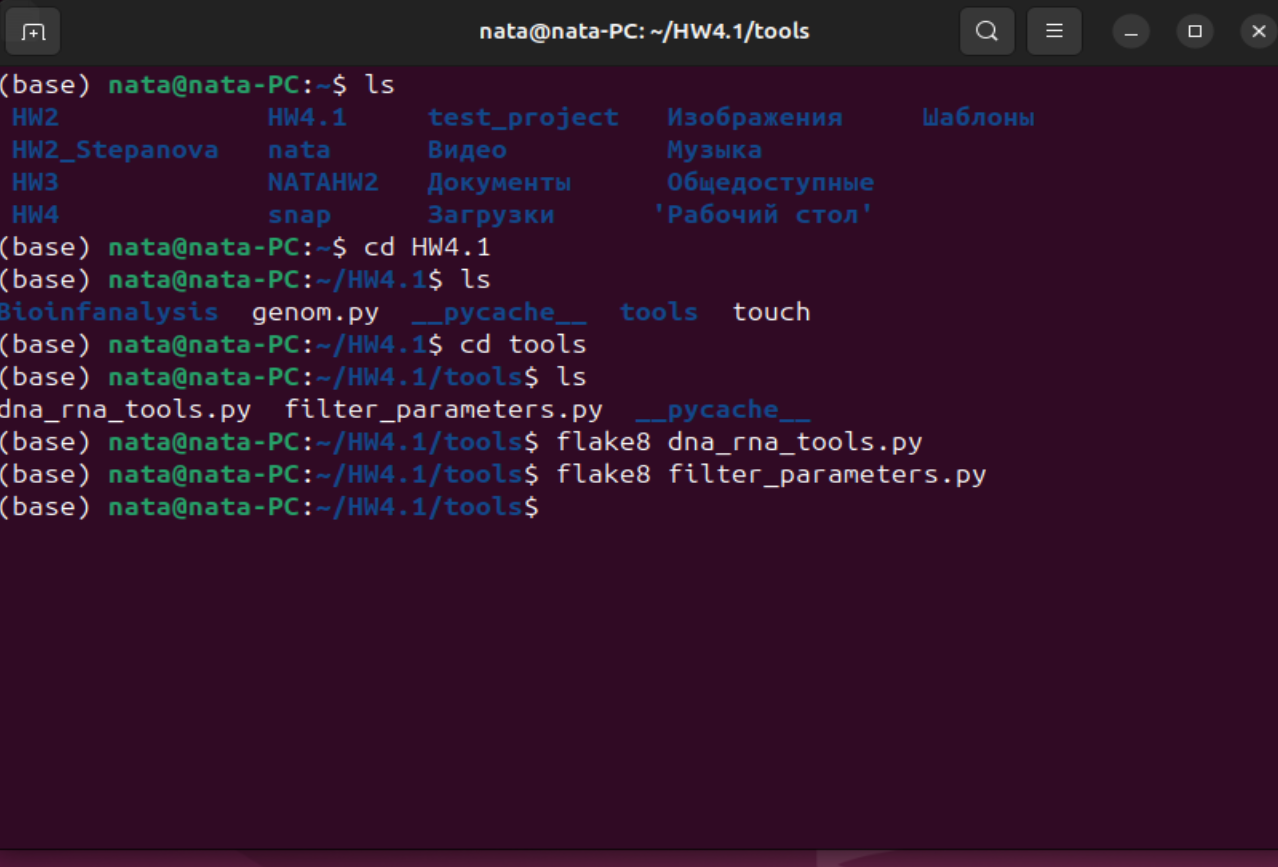 nata@nata-PC: ~/HW4.1/tools
(base) nata@nata-PC:~$ ls
HW2 HW4.1 test_project Изображения Шаблоны
HW2_Stepanova nata Видео Музыка
HW3 NATAHW2 Документы Общедоступные
HW4 snap Загрузки 'Рабочий стол'
(base) nata@nata-PC:~$ cd HW4.1
(base) nata@nata-PC:~/HW4.1$ ls
Bioinfanalysis genom.py __pycache__ tools touch
(base) nata@nata-PC:~/HW4.1$ cd tools
(base) nata@nata-PC:~/HW4.1/tools$ ls
dna_rna_tools.py filter_parameters.py __pycache__
(base) nata@nata-PC:~/HW4.1/tools$ flake8 dna_rna_tools.py
(base) nata@nata-PC:~/HW4.1/tools$ flake8 filter_parameters.py
(base) nata@nata-PC:~/HW4.1/tools$